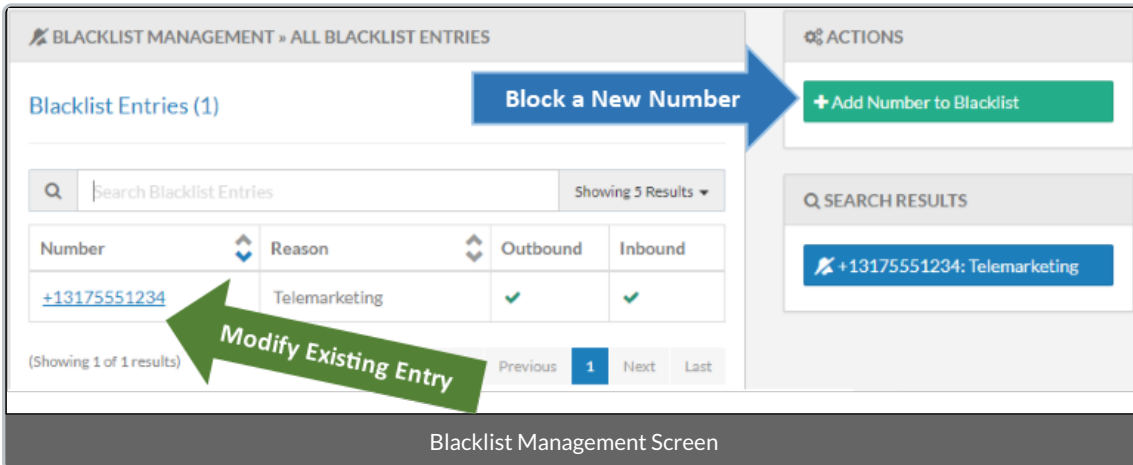 BLACKLIST MANAGEMENT » ALL BLACKLIST ENTRIES
Blacklist Entries (1)
Block a New Number
Search Blacklist Entries
Showing 5 Results
Number Reason Outbound Inbound
+13175551234 Telemarketing
Modify Existing Entry
(Showing 1 of 1 results)
Previous 1 Next Last
ACTIONS
+ Add Number to Blacklist
SEARCH RESULTS
+13175551234: Telemarketing
Blacklist Management Screen